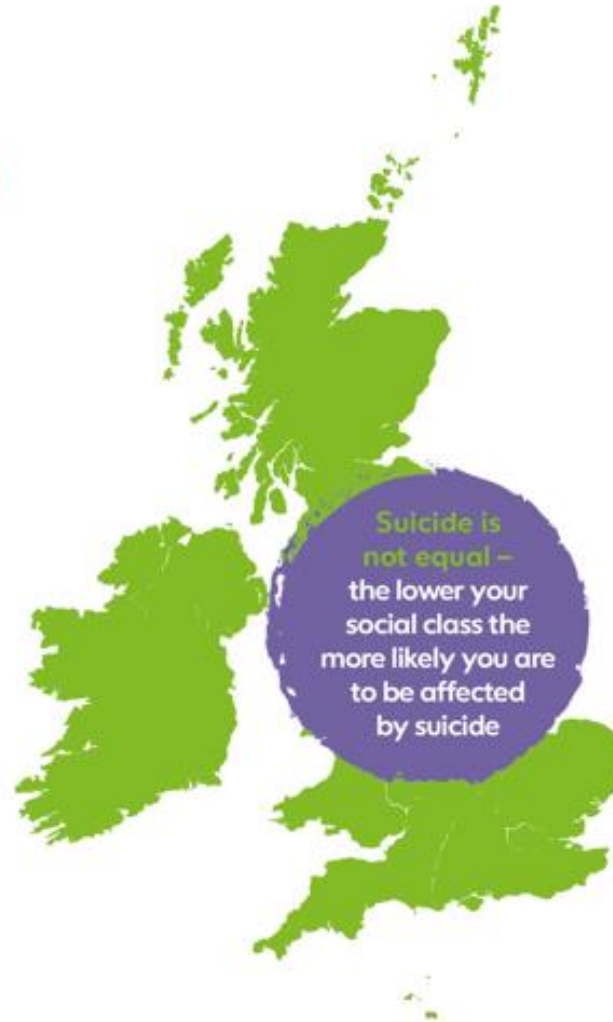 Suicide is
not equal –
the lower your
social class the
more likely you are
to be affected
by suicide